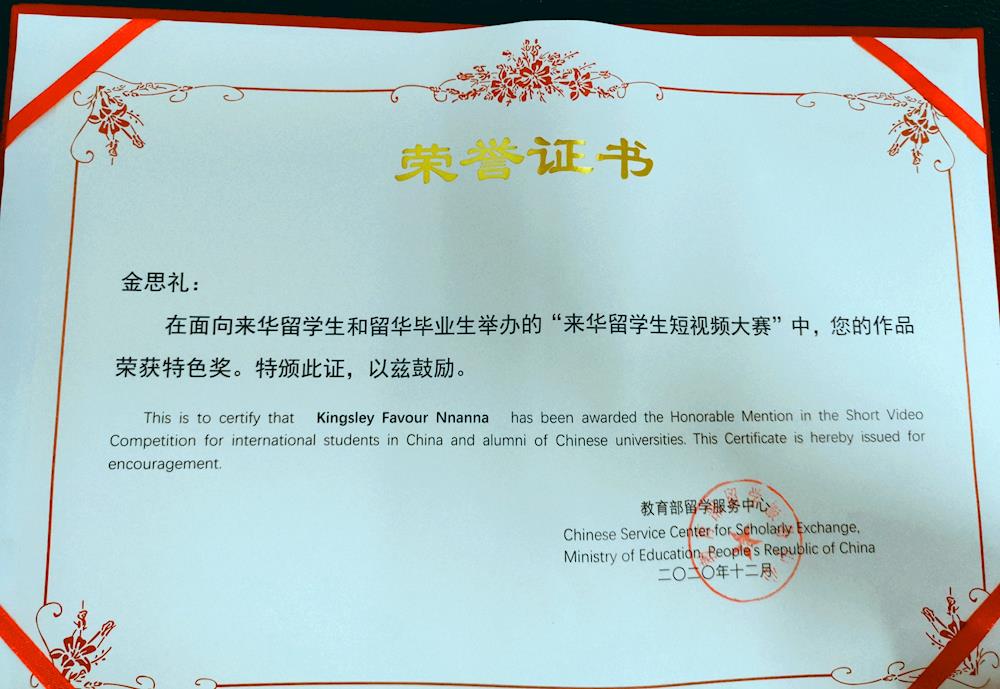 荣誉证书
金思礼：
在面向来华留学生和留华毕业生举办的“来华留学生短视频大赛”中，您的作品
荣获特色奖。特颁此证，以兹鼓励。
This is to certify that Kingsley Favour Nnanna has been awarded the Honorable Mention in the Short Video
Competition for international students in China and alumni of Chinese universities. This Certificate is hereby issued for
encouragement.
教育部留学服务中心
Chinese Service Center for Scholarly Exchange,
Ministry of Education, People's Republic of China
二〇二〇年十二月